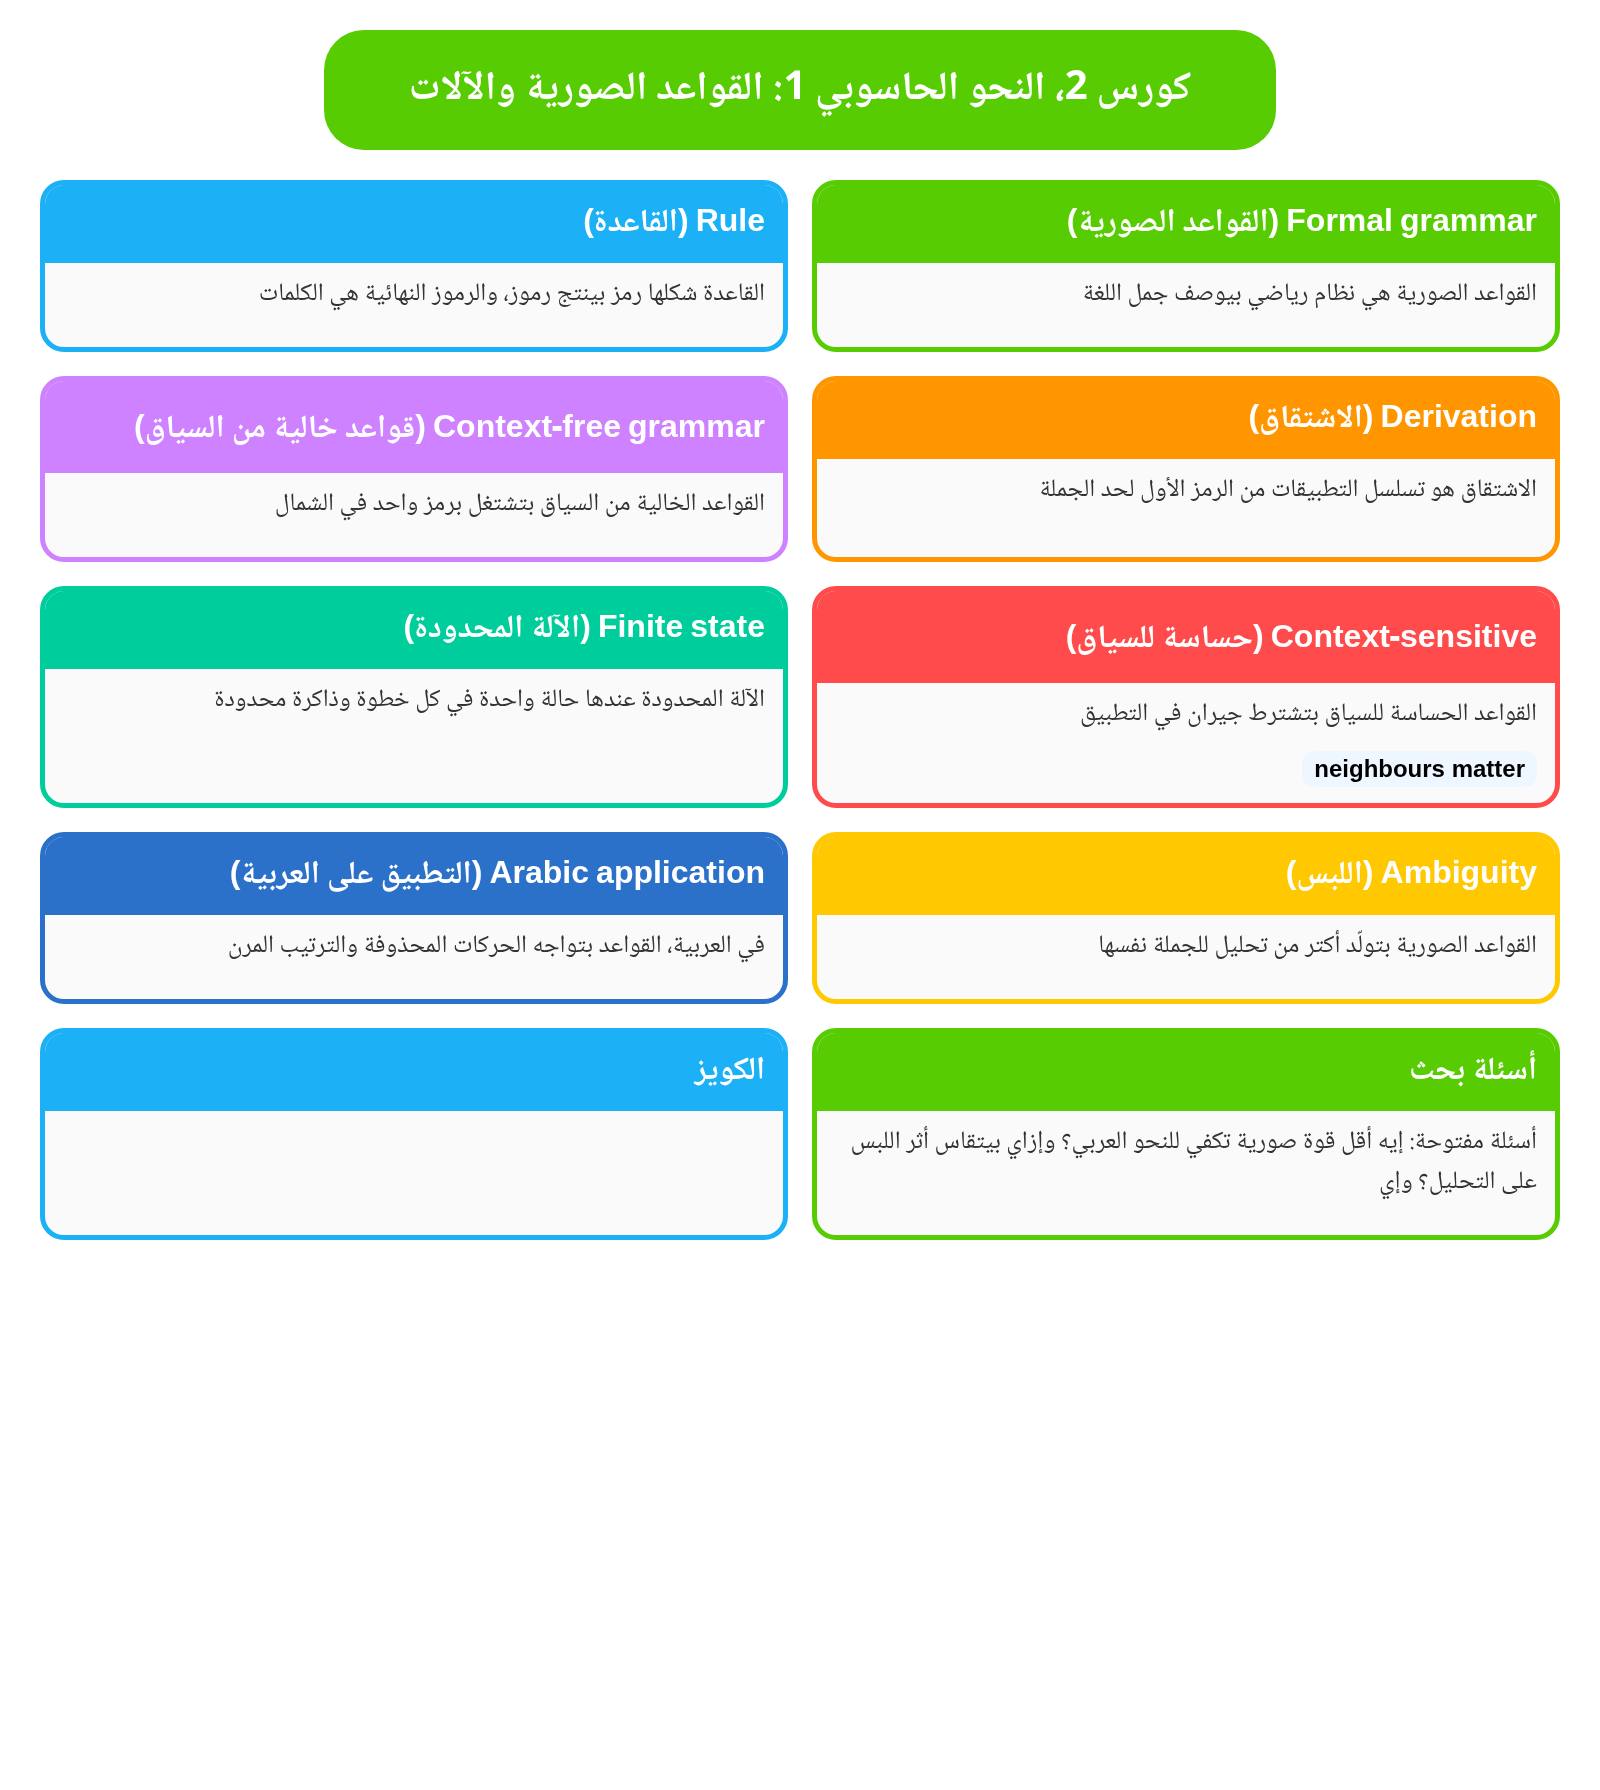 كورس 2، النحو الحاسوبي 1: القواعد الصورية والآلات
Formal grammar (القواعد الصورية)
القواعد الصورية هي نظام رياضي بيوصف جمل اللغة
Rule (القاعدة)
القاعدة شكلها رمز بينتج رموز، والرموز النهائية هي الكلمات
Derivation (الاشتقاق)
الاشتقاق هو تسلسل التطبيقات من الرمز الأول لحد الجملة
Context-free grammar (قواعد خالية من السياق)
القواعد الخالية من السياق بتشتغل برمز واحد في الشمال
Context-sensitive (حساسة للسياق)
القواعد الحساسة للسياق بتشترط جيران في التطبيق
neighbours matter
Finite state (الآلة المحدودة)
الآلة المحدودة عندها حالة واحدة في كل خطوة وذاكرة محدودة
Ambiguity (اللبس)
القواعد الصورية بتولّد أكتر من تحليل للجملة نفسها
Arabic application (التطبيق على العربية)
في العربية، القواعد بتواجه الحركات المحذوفة والترتيب المرن
أسئلة بحث
أسئلة مفتوحة: إيه أقل قوة صورية تكفي للنحو العربي؟ وإزاي بيتقاس أثر اللبس
على التحليل؟ وإي
الكويز